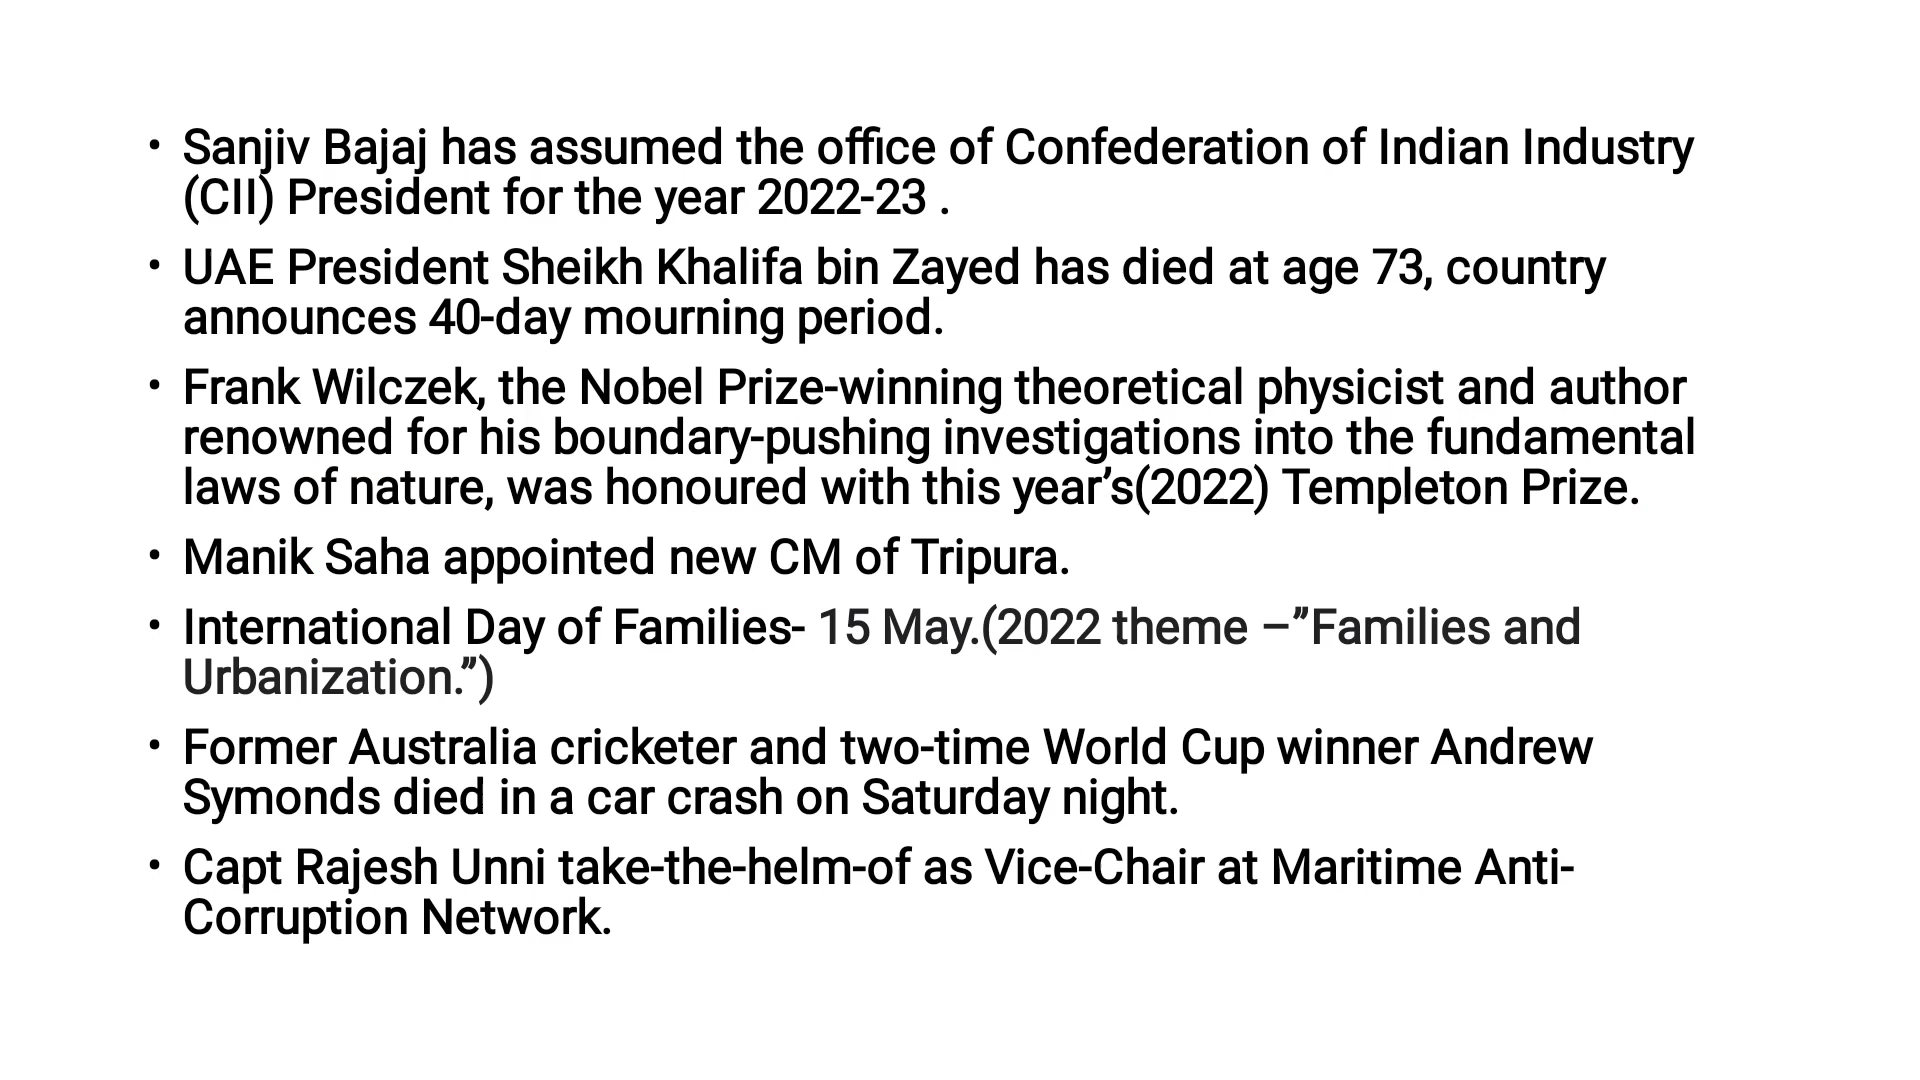 • Sanjiv Bajaj has assumed the office of Confederation of Indian Industry
(CII) President for the year 2022-23 .
• UAE President Sheikh Khalifa bin Zayed has died at age 73, country
announces 40-day mourning period.
• Frank Wilczek, the Nobel Prize-winning theoretical physicist and author
renowned for his boundary-pushing investigations into the fundamental
laws of nature, was honoured with this year’s(2022) Templeton Prize.
• Manik Saha appointed new CM of Tripura.
• International Day of Families- 15 May.(2022 theme –”Families and
Urbanization.”)
• Former Australia cricketer and two-time World Cup winner Andrew
Symonds died in a car crash on Saturday night.
• Capt Rajesh Unni take-the-helm-of as Vice-Chair at Maritime Anti-
Corruption Network.